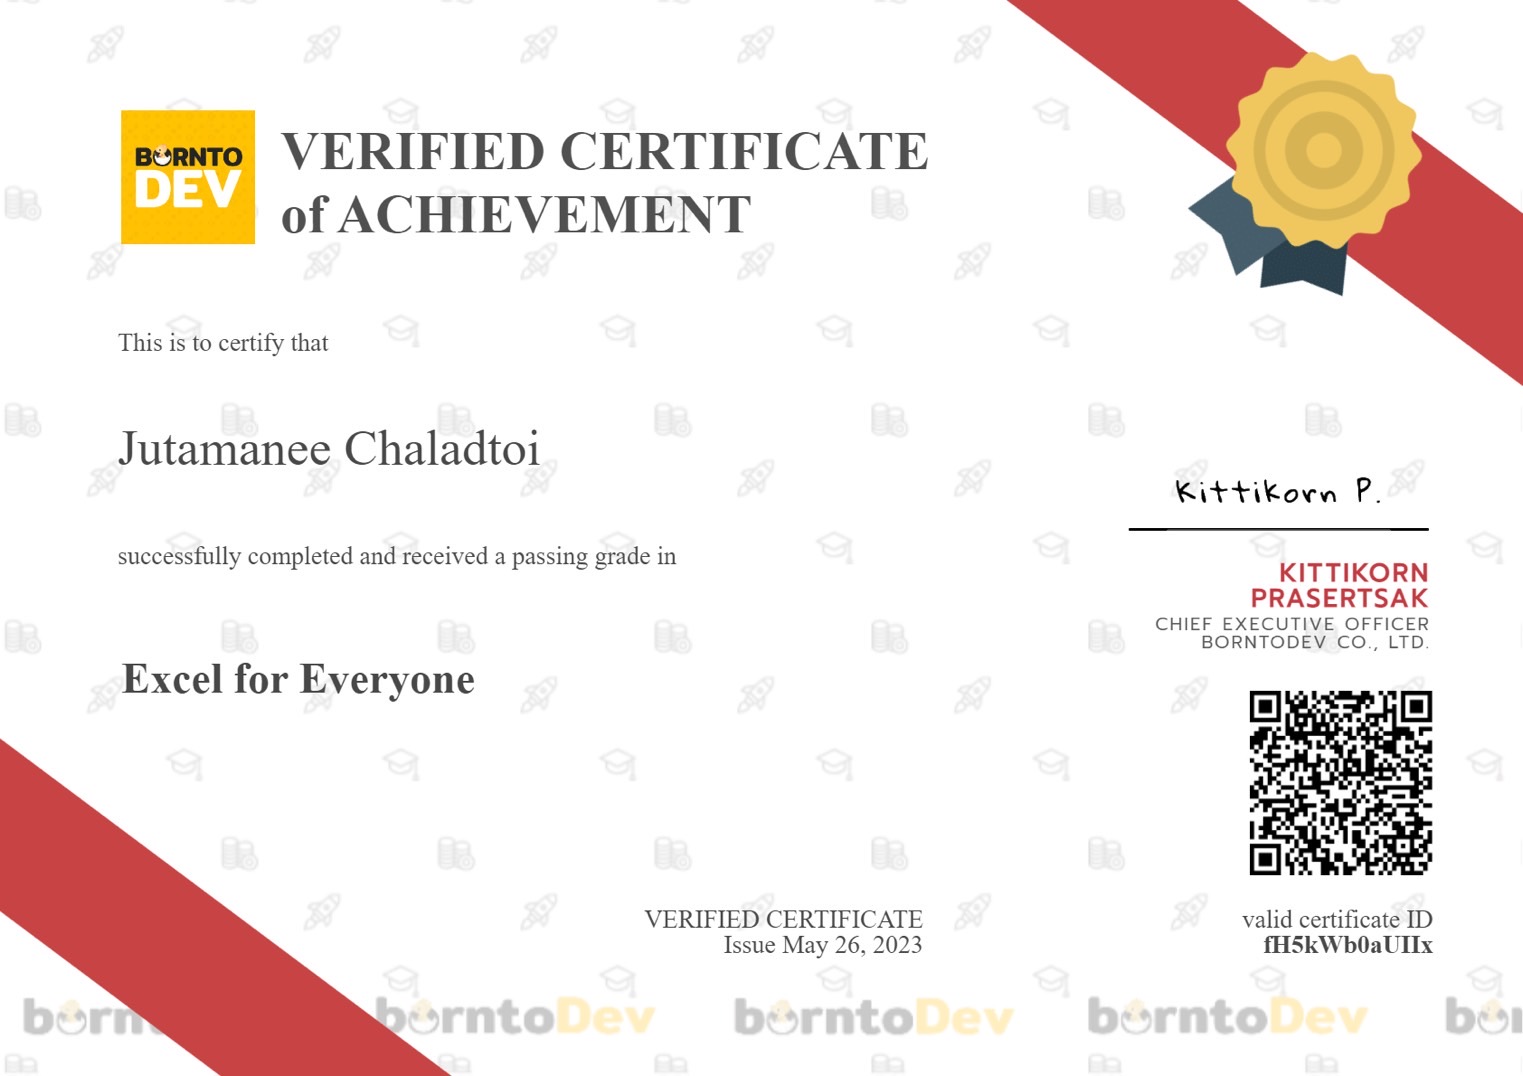 BORNTO
DEV
VERIFIED CERTIFICATE
of ACHIEVEMENT
This is to certify that
Jutamanee Chaladtoi
successfully completed and received a passing grade in
Excel for Everyone
Kittikorn P.
KITTIKORN
PRASERTSAK
CHIEF EXECUTIVE OFFICER
BORNTODEV CO., LTD.
VERIFIED CERTIFICATE
Issue May 26, 2023
valid certificate ID
fH5kWb0aUIIx
borntoDev borntoDev borntoDev